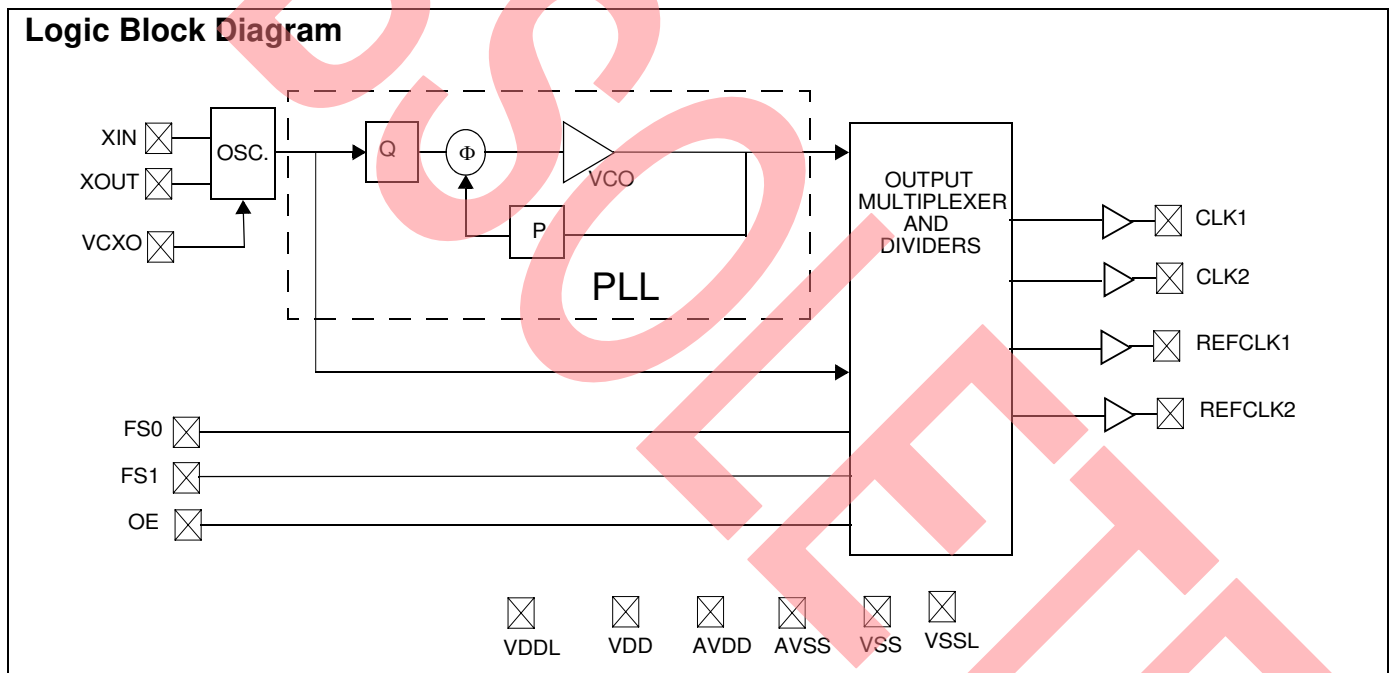 Logic Block Diagram
XIN
XOUT
VCXO
OSC.
Q
Φ
VCO
P
PLL
OUTPUT
MULTIPLEXER
AND
DIVIDERS
CLK1
CLK2
REFCLK1
REFCLK2
FS0
FS1
OE
VDDL
VDD
AVDD
AVSS
VSS
VSSL
OBSOLETE